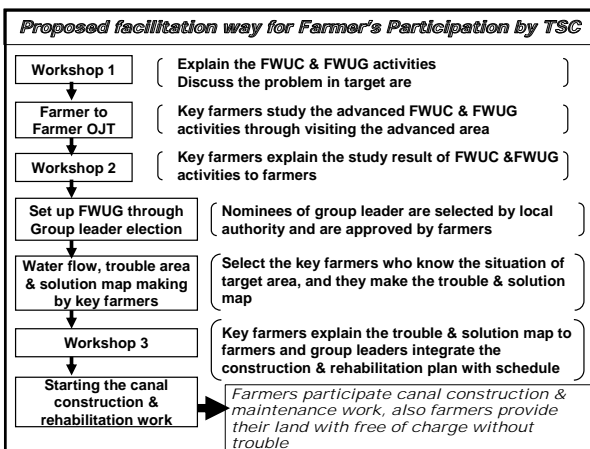 Proposed facilitation way for Farmer's Participation by TSC
Workshop 1
Explain the FWUC & FWUG activities
Discuss the problem in target are
Farmer to
Farmer OJT
Key farmers study the advanced FWUC & FWUG
activities through visiting the advanced area
Workshop 2
Key farmers explain the study result of FWUC &FWUG
activities to farmers
Set up FWUG through
Group leader election
Nominees of group leader are selected by local
authority and are approved by farmers
Water flow, trouble area
& solution map making
by key farmers
Select the key farmers who know the situation of
target area, and they make the trouble & solution
map
Workshop 3
Key farmers explain the trouble & solution map to
farmers and group leaders integrate the
construction & rehabilitation plan with schedule
Starting the canal
construction &
rehabilitation work
Farmers participate canal construction &
maintenance work, also farmers provide
their land with free of charge without
trouble